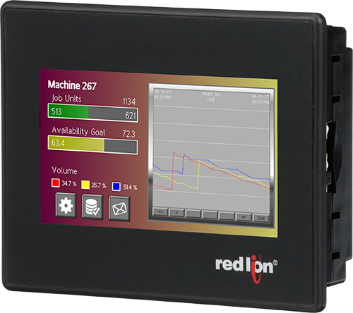 Machine 267
Job Units 1134
513 621
Availability Goal 72.3
63.4
Volume
34.7 % 35.7 % 51.4 %
red lion®